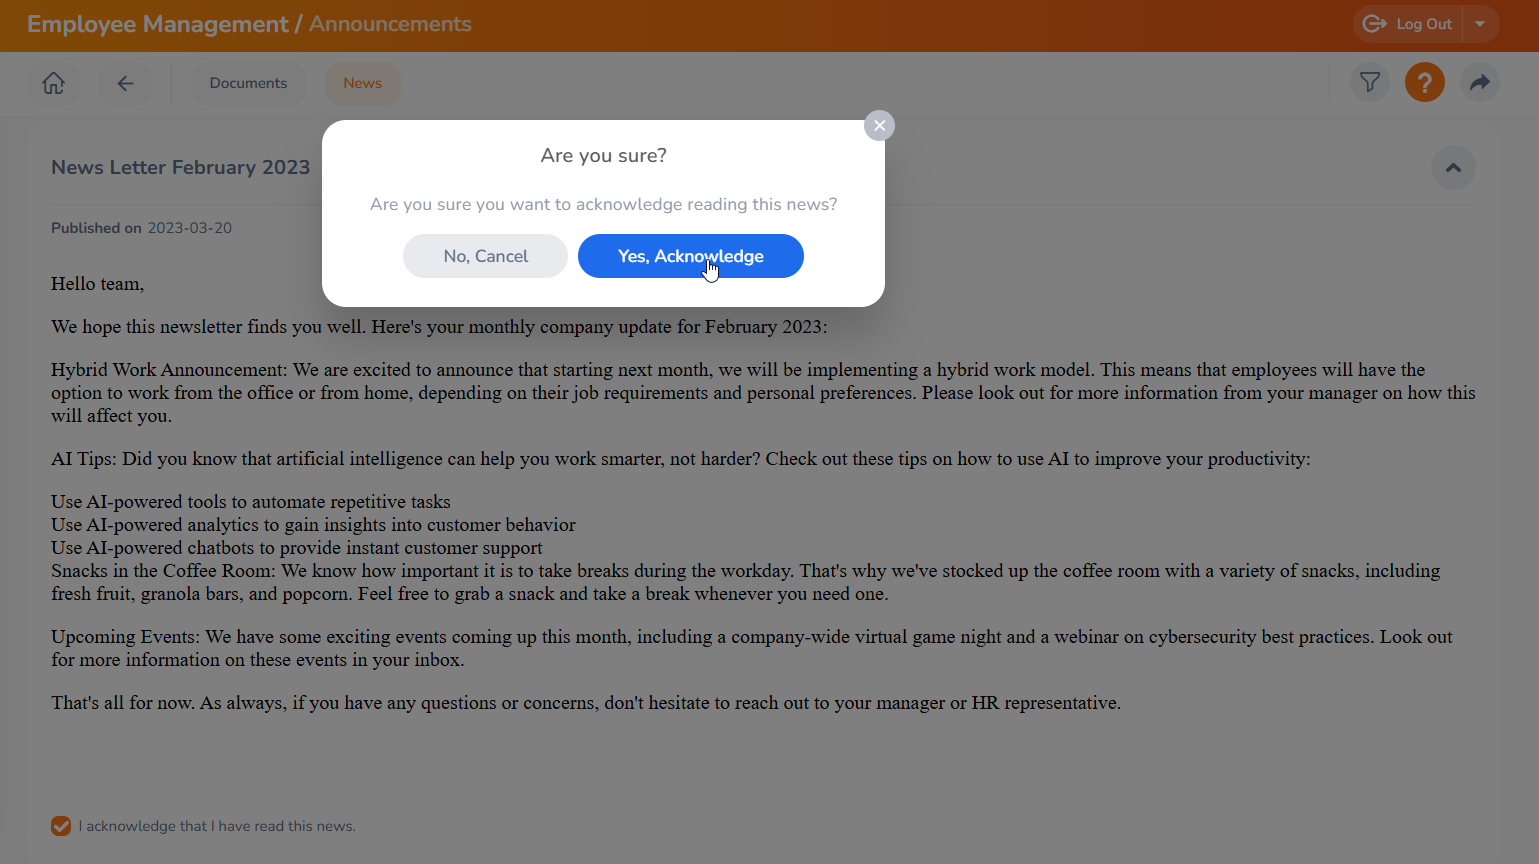 Employee Management / Announcements
Log Out
Documents
News
?
Are you sure?
Are you sure you want to acknowledge reading this news?
No, Cancel
Yes, Acknowledge
News Letter February 2023
Published on 2023-03-20
Hello team,
We hope this newsletter finds you well. Here's your monthly company update for February 2023:
Hybrid Work Announcement: We are excited to announce that starting next month, we will be implementing a hybrid work model. This means that employees will have the
option to work from the office or from home, depending on their job requirements and personal preferences. Please look out for more information from your manager on how this
will affect you.
AI Tips: Did you know that artificial intelligence can help you work smarter, not harder? Check out these tips on how to use AI to improve your productivity:
Use AI-powered tools to automate repetitive tasks
Use AI-powered analytics to gain insights into customer behavior
Use AI-powered chatbots to provide instant customer support
Snacks in the Coffee Room: We know how important it is to take breaks during the workday. That's why we've stocked up the coffee room with a variety of snacks, including
fresh fruit, granola bars, and popcorn. Feel free to grab a snack and take a break whenever you need one.
Upcoming Events: We have some exciting events coming up this month, including a company-wide virtual game night and a webinar on cybersecurity best practices. Look out
for more information on these events in your inbox.
That's all for now. As always, if you have any questions or concerns, don't hesitate to reach out to your manager or HR representative.
I acknowledge that I have read this news.